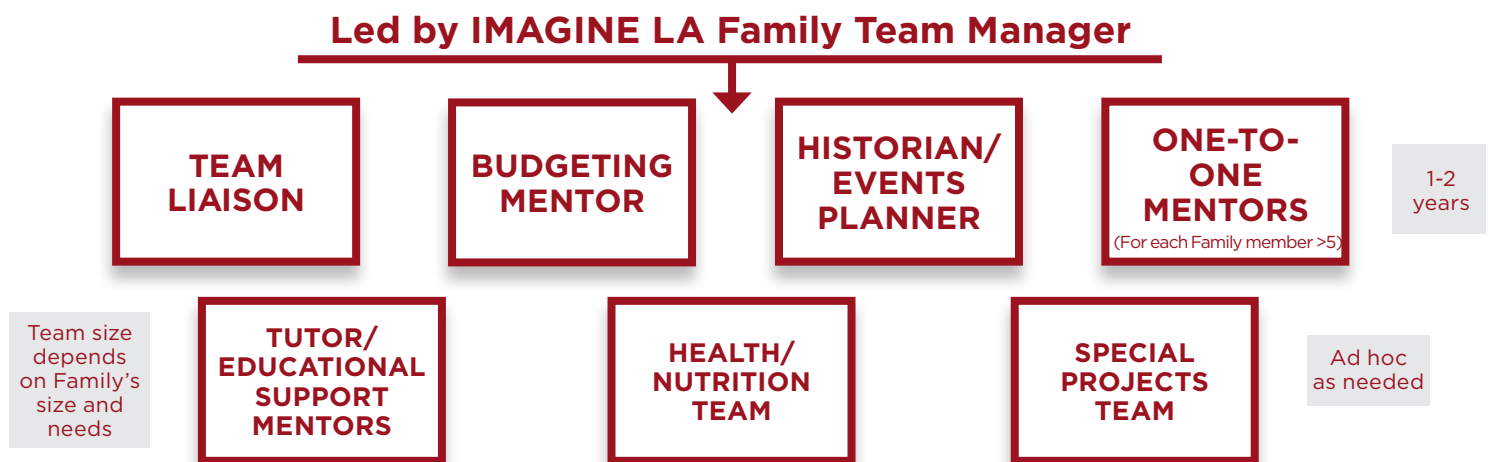 Led by IMAGINE LA Family Team Manager
TEAM
LIAISON
BUDGETING
MENTOR
HISTORIAN/
EVENTS
PLANNER
ONE-TO-
ONE
MENTORS
(For each Family member >5)
1-2
years
Team size
depends
on Family’s
size and
needs
TUTOR/
EDUCATIONAL
SUPPORT
MENTORS
HEALTH/
NUTRITION
TEAM
SPECIAL
PROJECTS
TEAM
Ad hoc
as needed